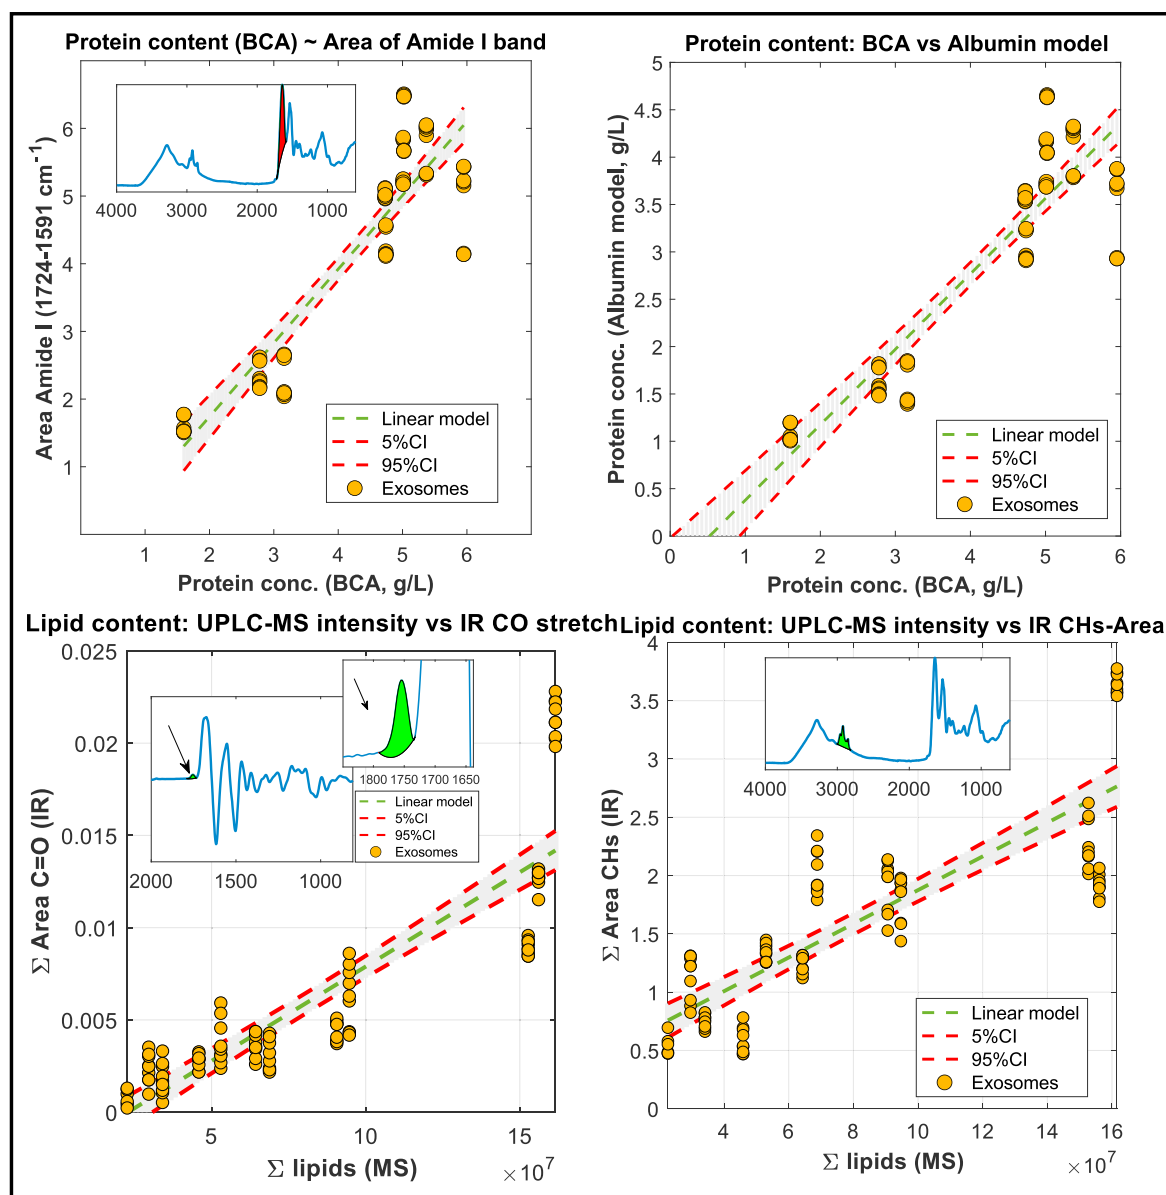 Protein content (BCA) ~ Area of Amide I band
Area Amide I (1724-1591 cm⁻¹)
6
5
4
3
2
1
4000 3000 2000 1000
Linear model
5%CI
95%CI
Exosomes
1 2 3 4 5 6
Protein conc. (BCA, g/L)
Protein content: BCA vs Albumin model
Protein conc. (Albumin model, g/L)
5
4.5
4
3.5
3
2.5
2
1.5
1
0.5
0
Linear model
5%CI
95%CI
Exosomes
0 1 2 3 4 5 6
Protein conc. (BCA, g/L)
Lipid content: UPLC-MS intensity vs IR CO stretch
Σ Area C=O (IR)
0.025
0.02
0.015
0.01
0.005
0
2000 1500 1000
1800 1750 1700 1650
Linear model
5%CI
95%CI
Exosomes
5 10 15
Σ lipids (MS)
×10⁷
Lipid content: UPLC-MS intensity vs IR CHs-Area
Σ Area CHs (IR)
4
3.5
3
2.5
2
1.5
1
0.5
0
4000 3000 2000 1000
Linear model
5%CI
95%CI
Exosomes
4 6 8 10 12 14 16
Σ lipids (MS)
×10⁷